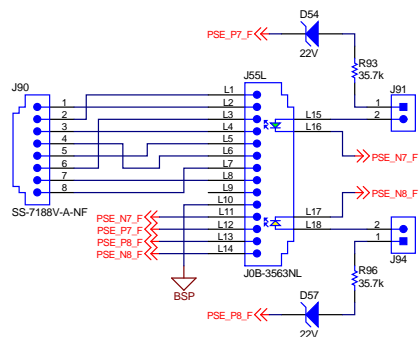 D54
PSE_P7_F
22V
R93
35.7k
J90
J55L
J91
L1
1
L2
1
2
L3
L15
2
3
L4
L16
4
L5
5
L6
PSE_N7_F
6
L7
7
L8
8
L9
PSE_N8_F
SS-7188V-A-NF
L10
PSE_N7_F
L11
L17
PSE_P7_F
L12
L18
2
PSE_P8_F
L13
1
PSE_N8_F
L14
J94
J0B-3563NL
R96
35.7k
BSP
D57
PSE_P8_F
22V